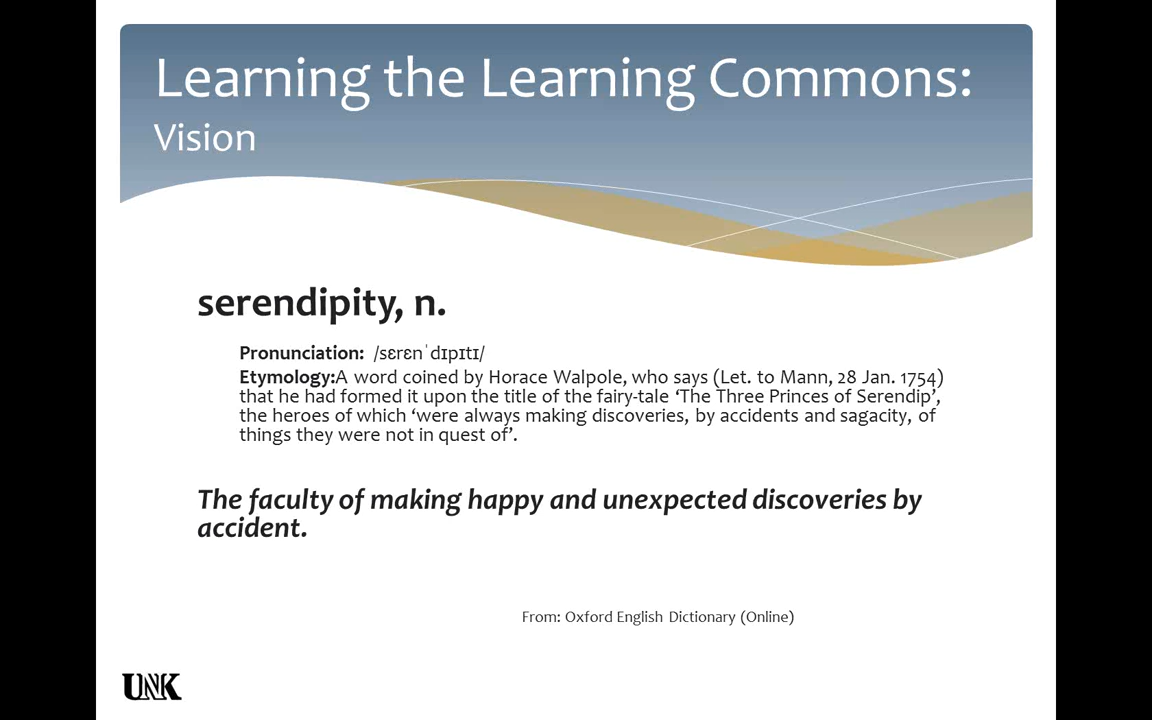 Learning the Learning Commons:
Vision
serendipity, n.
Pronunciation: /sɛrɛnˈdɪpɪtɪ/
Etymology:A word coined by Horace Walpole, who says (Let. to Mann, 28 Jan. 1754)
that he had formed it upon the title of the fairy-tale ‘The Three Princes of Serendip’,
the heroes of which ‘were always making discoveries, by accidents and sagacity, of
things they were not in quest of’.
The faculty of making happy and unexpected discoveries by
accident.
From: Oxford English Dictionary (Online)
UNK